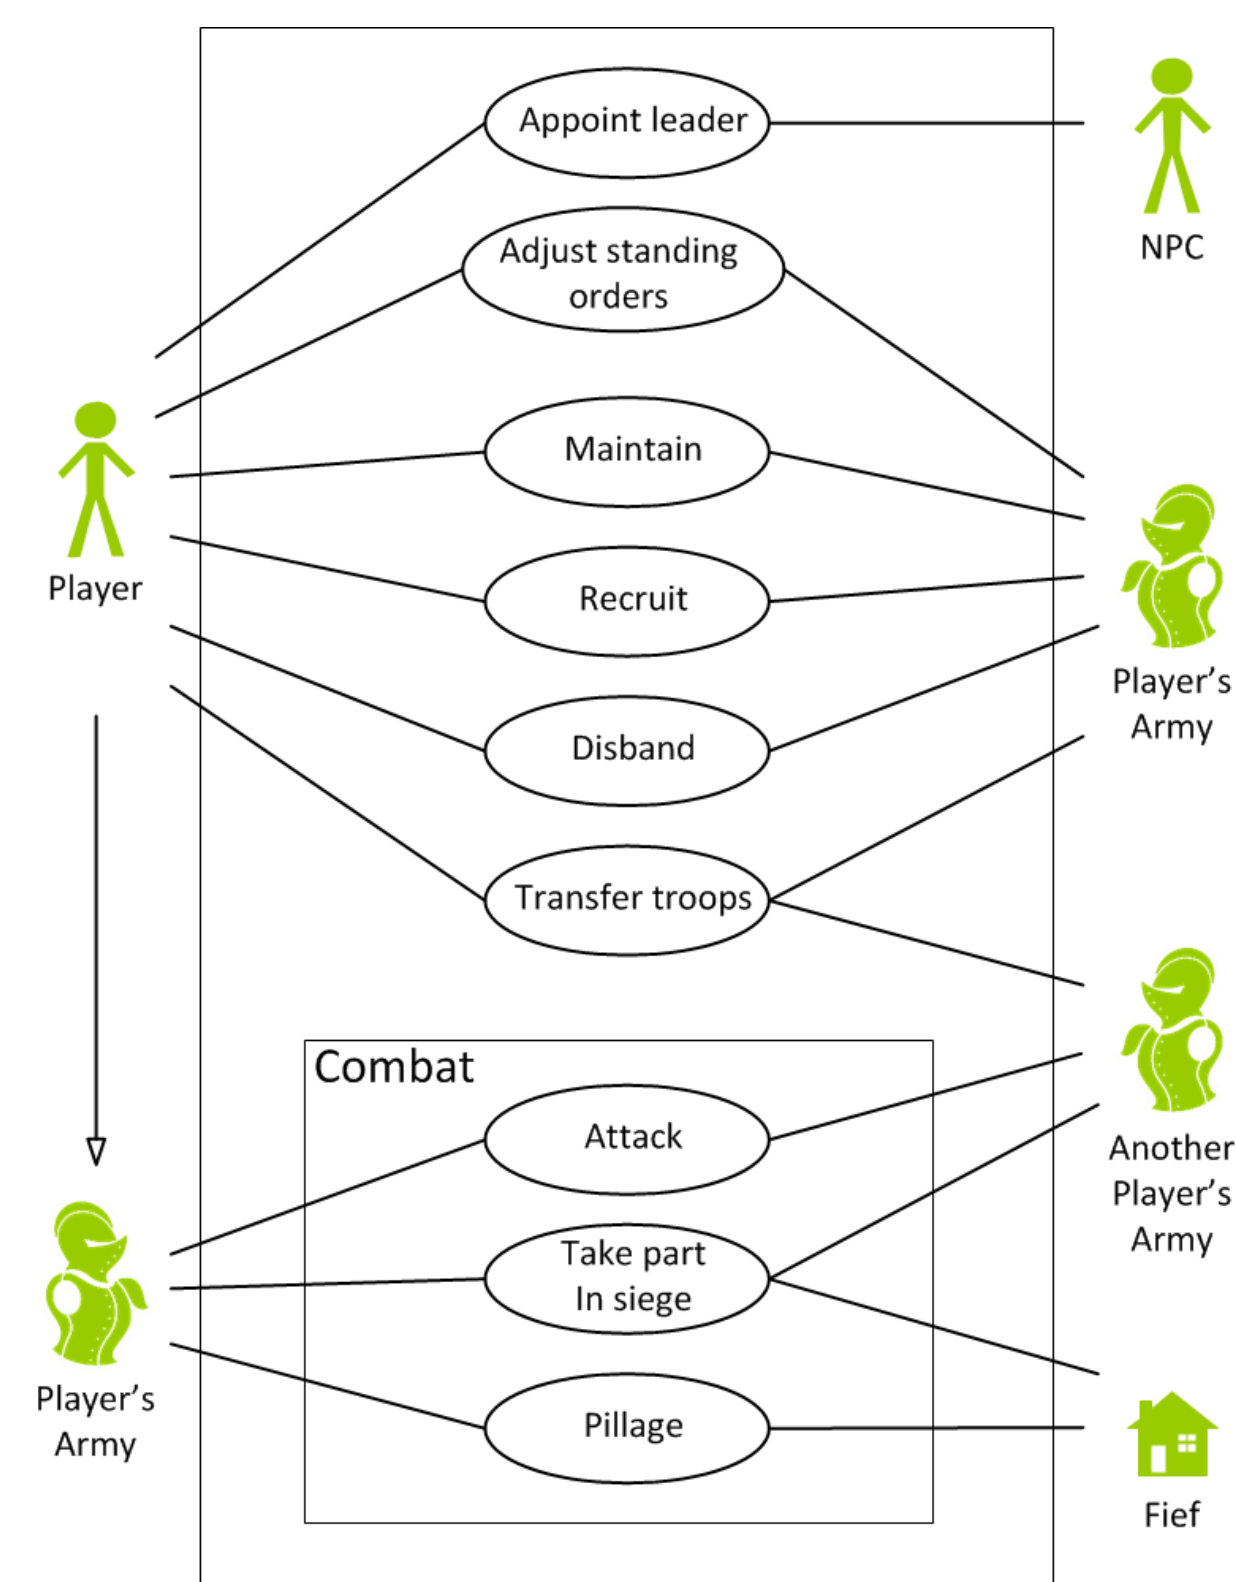 Appoint leader
NPC
Adjust standing
orders
Maintain
Player
Recruit
Player's
Army
Disband
Transfer troops
Combat
Attack
Another
Player's
Army
Take part
In siege
Player's
Army
Pillage
Fief